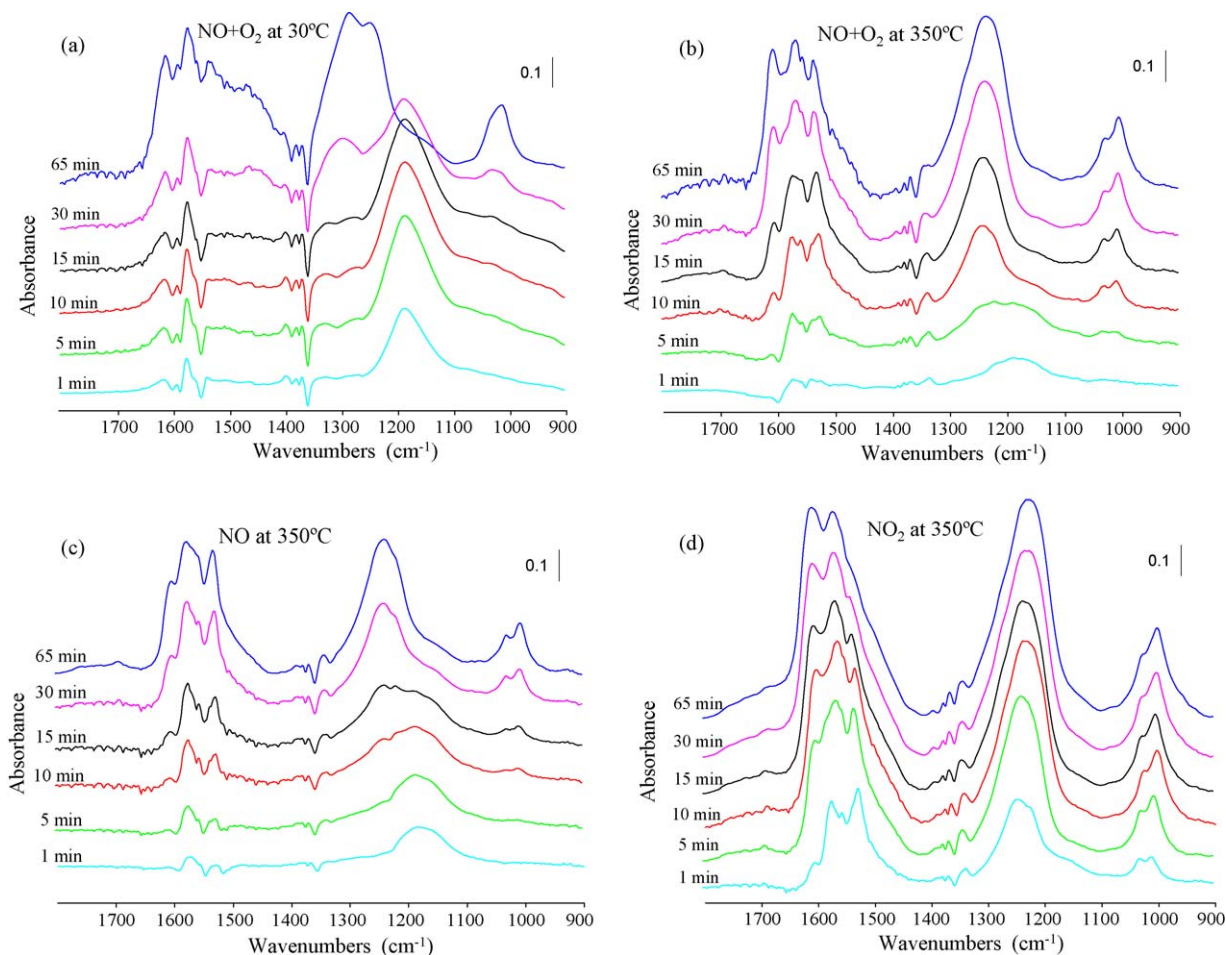 (a)
NO+O₂ at 30ºC
0.1
65 min
30 min
15 min
10 min
5 min
1 min
Absorbance
1700 1600 1500 1400 1300 1200 1100 1000 900
Wavenumbers (cm⁻¹)
(b)
NO+O₂ at 350ºC
0.1
65 min
30 min
15 min
10 min
5 min
1 min
Absorbance
1700 1600 1500 1400 1300 1200 1100 1000 900
Wavenumbers (cm⁻¹)
(c)
NO at 350ºC
0.1
65 min
30 min
15 min
10 min
5 min
1 min
Absorbance
1700 1600 1500 1400 1300 1200 1100 1000 900
Wavenumbers (cm⁻¹)
(d)
NO₂ at 350ºC
0.1
65 min
30 min
15 min
10 min
5 min
1 min
Absorbance
1700 1600 1500 1400 1300 1200 1100 1000 900
Wavenumbers (cm⁻¹)